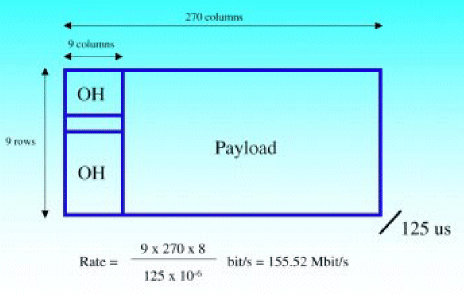 270 columns
9 columns
OH
9 rows
Payload
OH
125 us
9 x 270 x 8
Rate = bit/s = 155.52 Mbit/s
125 x 10-6